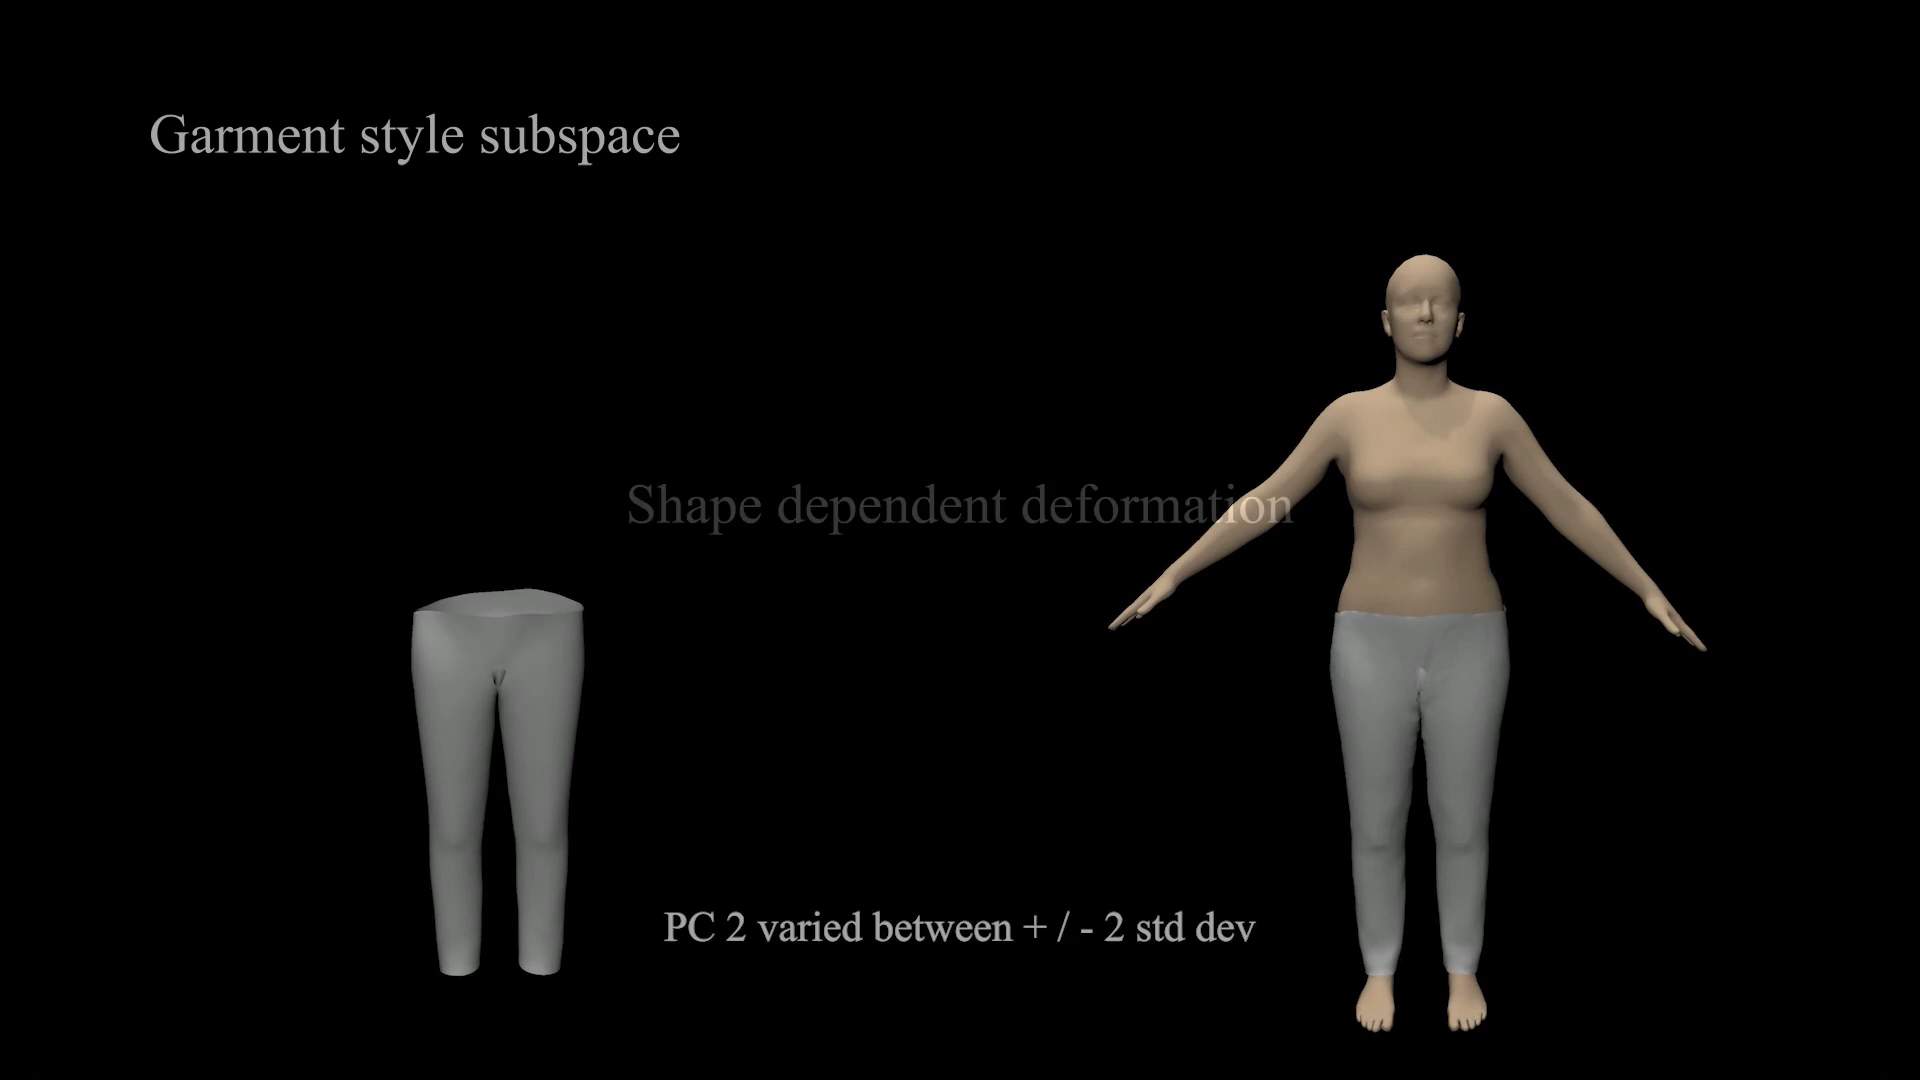 Garment style subspace
Shape dependent deformation
PC 2 varied between + / - 2 std dev